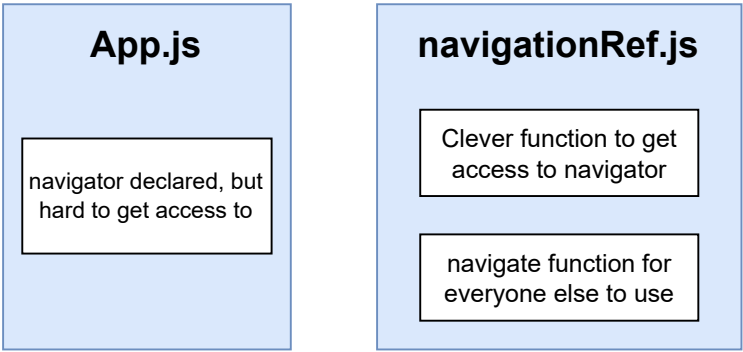 App.js
navigator declared, but
hard to get access to
navigationRef.js
Clever function to get
access to navigator
navigate function for
everyone else to use